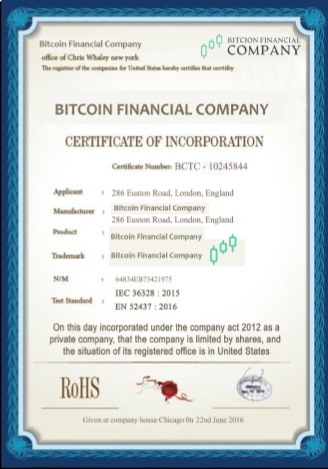 Bitcoin Financial Company
office of Chris Whaley new york
The registrar of the companies for United States hereby certifies that certifiy
BITCION FINANCIAL
COMPANY
BITCOIN FINANCIAL COMPANY
CERTIFICATE OF INCORPORATION
Certificate Number: BCTC - 10245844
Applicant : 286 Euston Road, London, England
Manufacturer : Bitcoin Financial Company
286 Euston Road, London, England
Product : Bitcoin Financial Company
Trademark : Bitcoin Financial Company
N/M : 64834EB75421975
Test Standard : IEC 36328 : 2015
EN 52437 : 2016
On this day incorporated under the company act 2012 as a
private company, that the company is limited by shares, and
the situation of its registered office is in United States
RoHS
Given at company house Chicago 0n 22nd June 2016